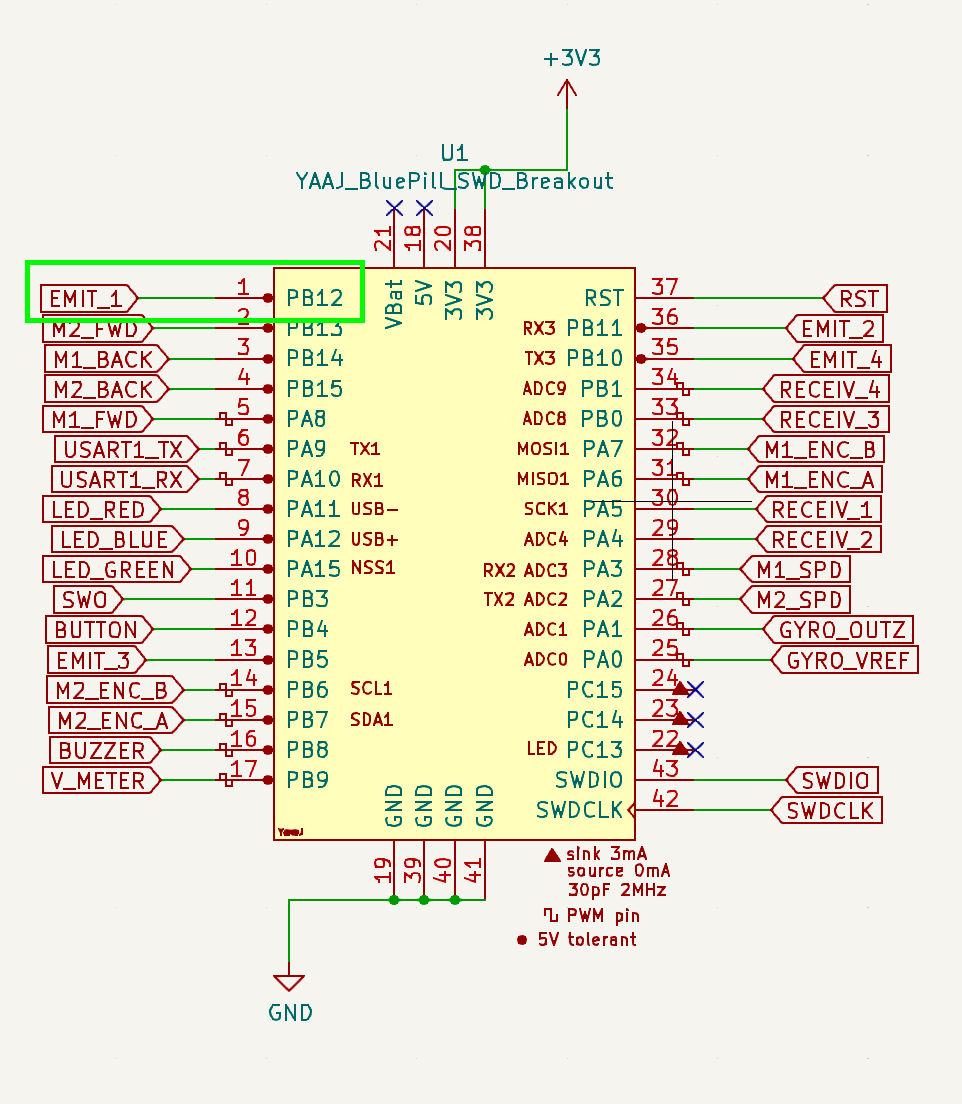 +3V3
U1
YAAJ_BluePill_SWD_Breakout
21 18 20 38
VBat 5V 3V3 3V3
EMIT_1 1 PB12 RST 37 RST
M2_FWD 2 PB13 RX3 PB11 36 EMIT_2
M1_BACK 3 PB14 TX3 PB10 35 EMIT_4
M2_BACK 4 PB15 ADC9 PB1 34 RECEIV_4
M1_FWD 5 PA8 ADC8 PB0 33 RECEIV_3
USART1_TX 6 PA9 TX1 MOSI1 PA7 32 M1_ENC_B
USART1_RX 7 PA10 RX1 MISO1 PA6 31 M1_ENC_A
LED_RED 8 PA11 USB- SCK1 PA5 30 RECEIV_1
LED_BLUE 9 PA12 USB+ ADC4 PA4 29 RECEIV_2
LED_GREEN 10 PA15 NSS1 RX2 ADC3 PA3 28 M1_SPD
SWO 11 PB3 TX2 ADC2 PA2 27 M2_SPD
BUTTON 12 PB4 ADC1 PA1 26 GYRO_OUTZ
EMIT_3 13 PB5 ADC0 PA0 25 GYRO_VREF
M2_ENC_B 14 PB6 SCL1 PC15 24
M2_ENC_A 15 PB7 SDA1 PC14 23
BUZZER 16 PB8 LED PC13 22
V_METER 17 PB9 SWDIO 43 SWDIO
SWDCLK 42 SWDCLK
GND GND GND GND
YaaJ
19 39 40 41
sink 3mA
source 0mA
30pF 2MHz
PWM pin
5V tolerant
GND